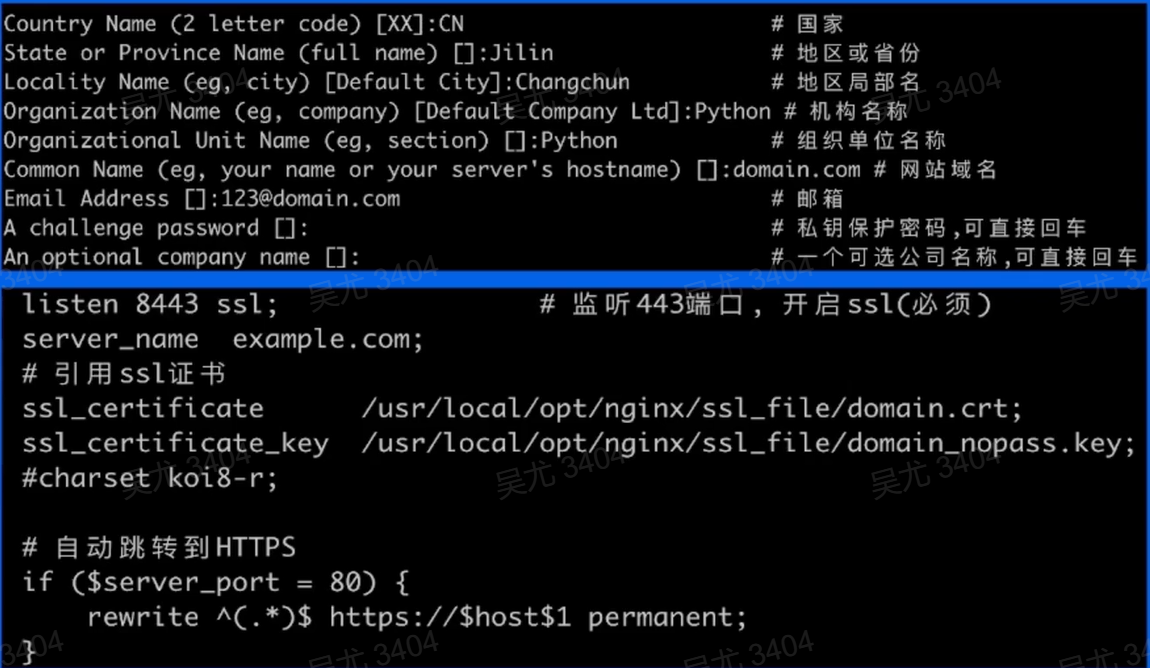 Country Name (2 letter code) [XX]:CN # 国家
State or Province Name (full name) []:Jilin # 地区或省份
Locality Name (eg, city) [Default City]:Changchun # 地区局部名
Organization Name (eg, company) [Default Company Ltd]:Python # 机构名称
Organizational Unit Name (eg, section) []:Python # 组织单位名称
Common Name (eg, your name or your server's hostname) []:domain.com # 网站域名
Email Address []:123@domain.com # 邮箱
A challenge password []: # 私钥保护密码,可直接回车
An optional company name []: # 一个可选公司名称,可直接回车
listen 8443 ssl; # 监听443端口, 开启ssl(必须)
server_name example.com;
# 引用ssl证书
ssl_certificate /usr/local/opt/nginx/ssl_file/domain.crt;
ssl_certificate_key /usr/local/opt/nginx/ssl_file/domain_nopass.key;
#charset koi8-r;
# 自动跳转到HTTPS
if ($server_port = 80) {
rewrite ^(.*)$ https://$host$1 permanent;
}
吴尤 3404